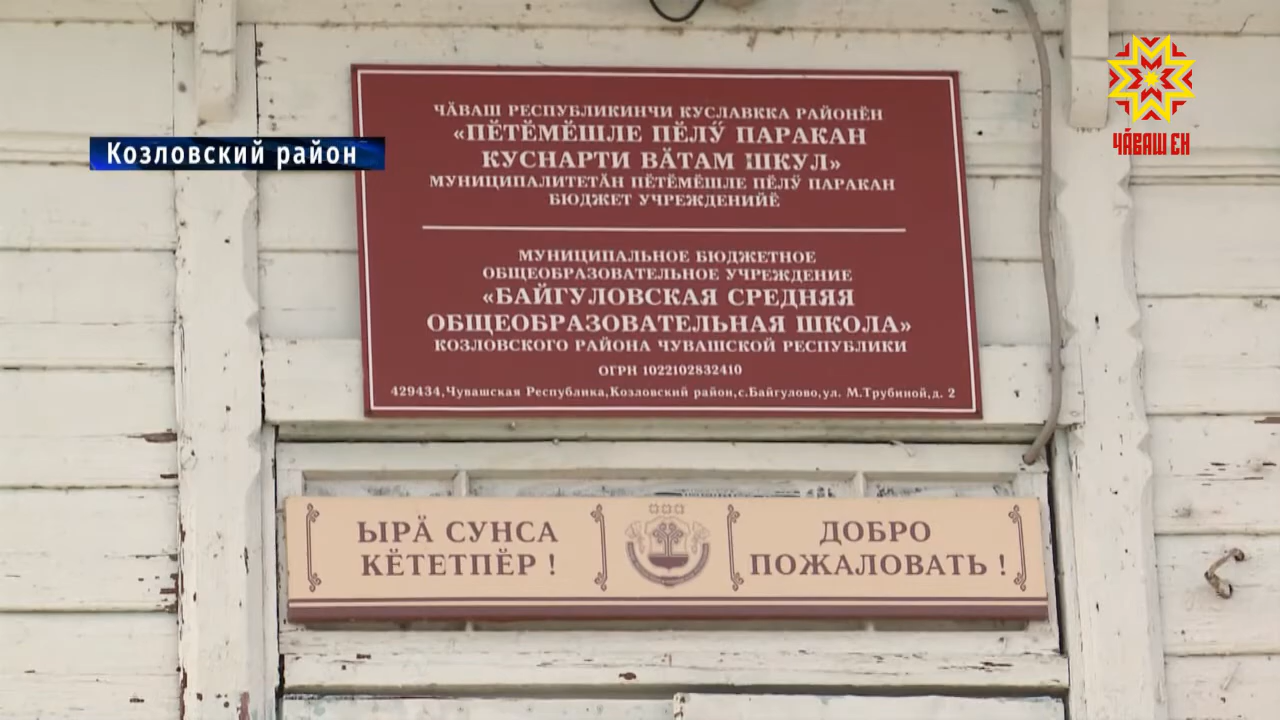 ЧӐВАШ РЕСПУБЛИКИНЧИ КУСЛАВККА РАЙОНӖН
«ПӖТӖМӖШЛЕ ПӖЛӲ ПАРАКАН
КУСНАРТИ ВӐТАМ ШКУЛ»
МУНИЦИПАЛИТЕТӐН ПӖТӖМӖШЛЕ ПӖЛӲ ПАРАКАН
БЮДЖЕТ УЧРЕЖДЕНИЙӖ
МУНИЦИПАЛЬНОЕ БЮДЖЕТНОЕ
ОБЩЕОБРАЗОВАТЕЛЬНОЕ УЧРЕЖДЕНИЕ
«БАЙГУЛОВСКАЯ СРЕДНЯЯ
ОБЩЕОБРАЗОВАТЕЛЬНАЯ ШКОЛА»
КОЗЛОВСКОГО РАЙОНА ЧУВАШСКОЙ РЕСПУБЛИКИ
ОГРН 1022102832410
429434,Чувашская Республика,Козловский район,с.Байгулово,ул. М.Трубиной,д. 2
Козловский район
ЧӐВАШ ЕН
ЫРӐ СУНСА
КӖТЕТПӖР !
ДОБРО
ПОЖАЛОВАТЬ !